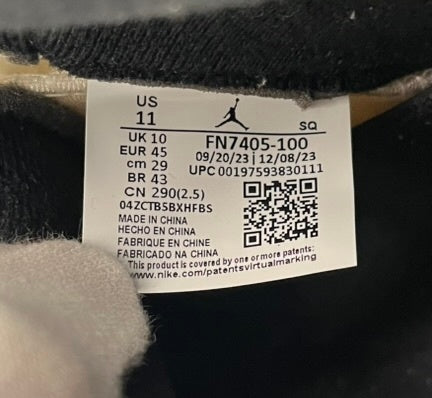 US
11
SQ
UK 10
EUR 45
cm 29
BR 43
CN 290(2.5)
FN7405-100
09/20/23 | 12/08/23
UPC 00197593830111
04ZCTBSBXHFBS
MADE IN CHINA
HECHO EN CHINA
FABRIQUE EN CHINE
FABRICADO NA CHINA
This product is covered by one or more patents:
www.nike.com/patentsvirtualmarking